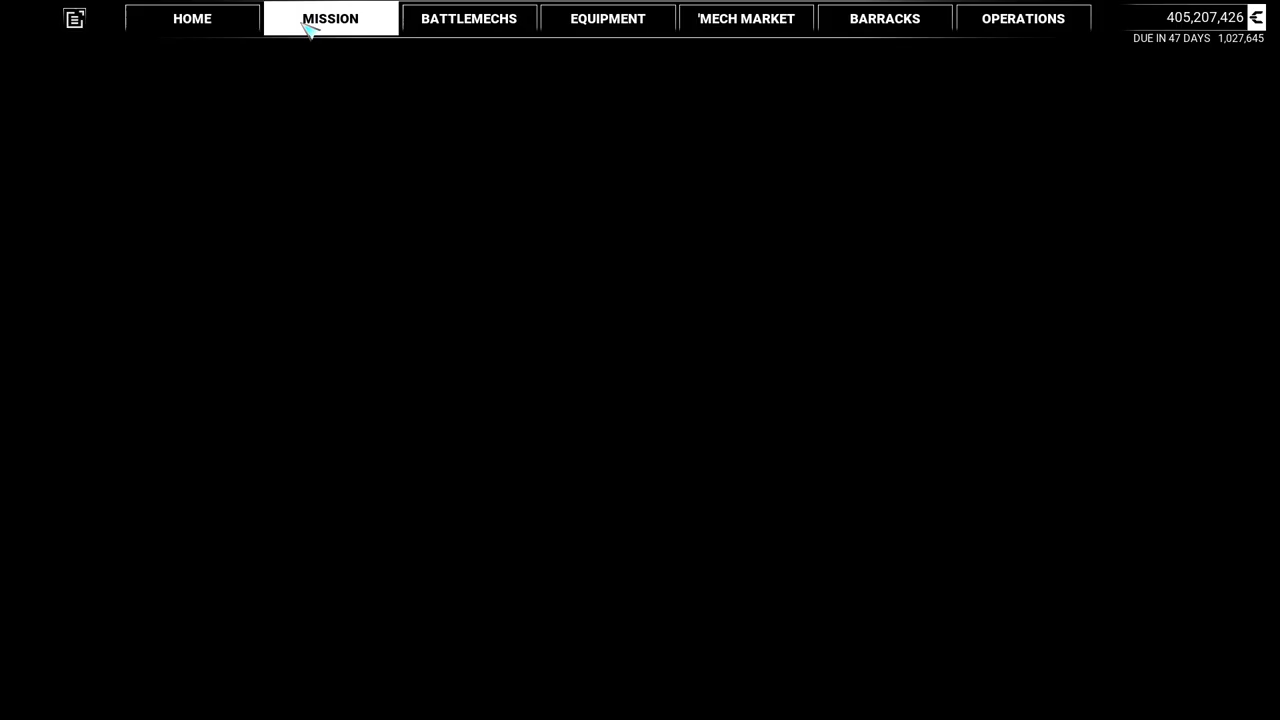 HOME
MISSION
BATTLEMECHS
EQUIPMENT
'MECH MARKET
BARRACKS
OPERATIONS
405,207,426
DUE IN 47 DAYS 1,027,645